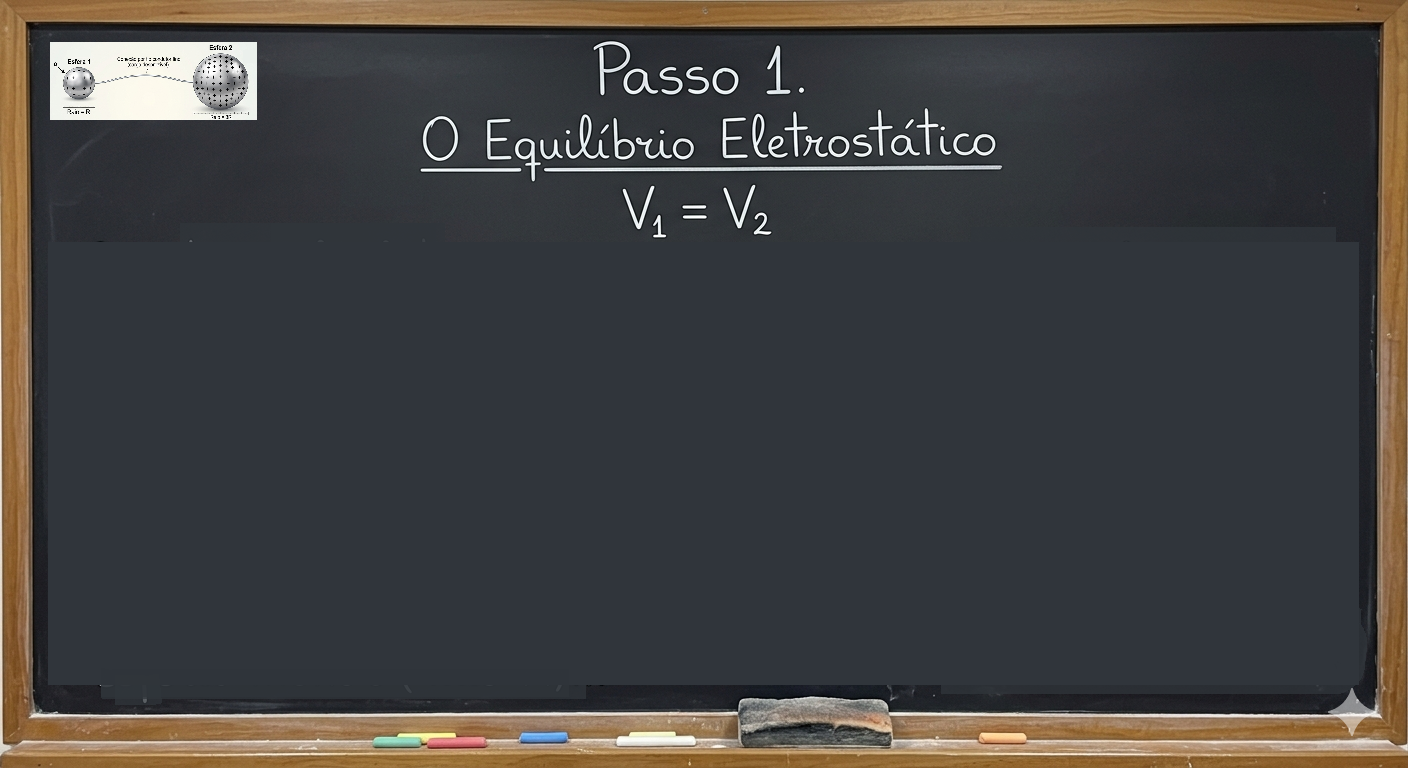 Esfera 1
Esfera 2
Passo 1.
O Equilíbrio Eletrostático
V₁ = V₂